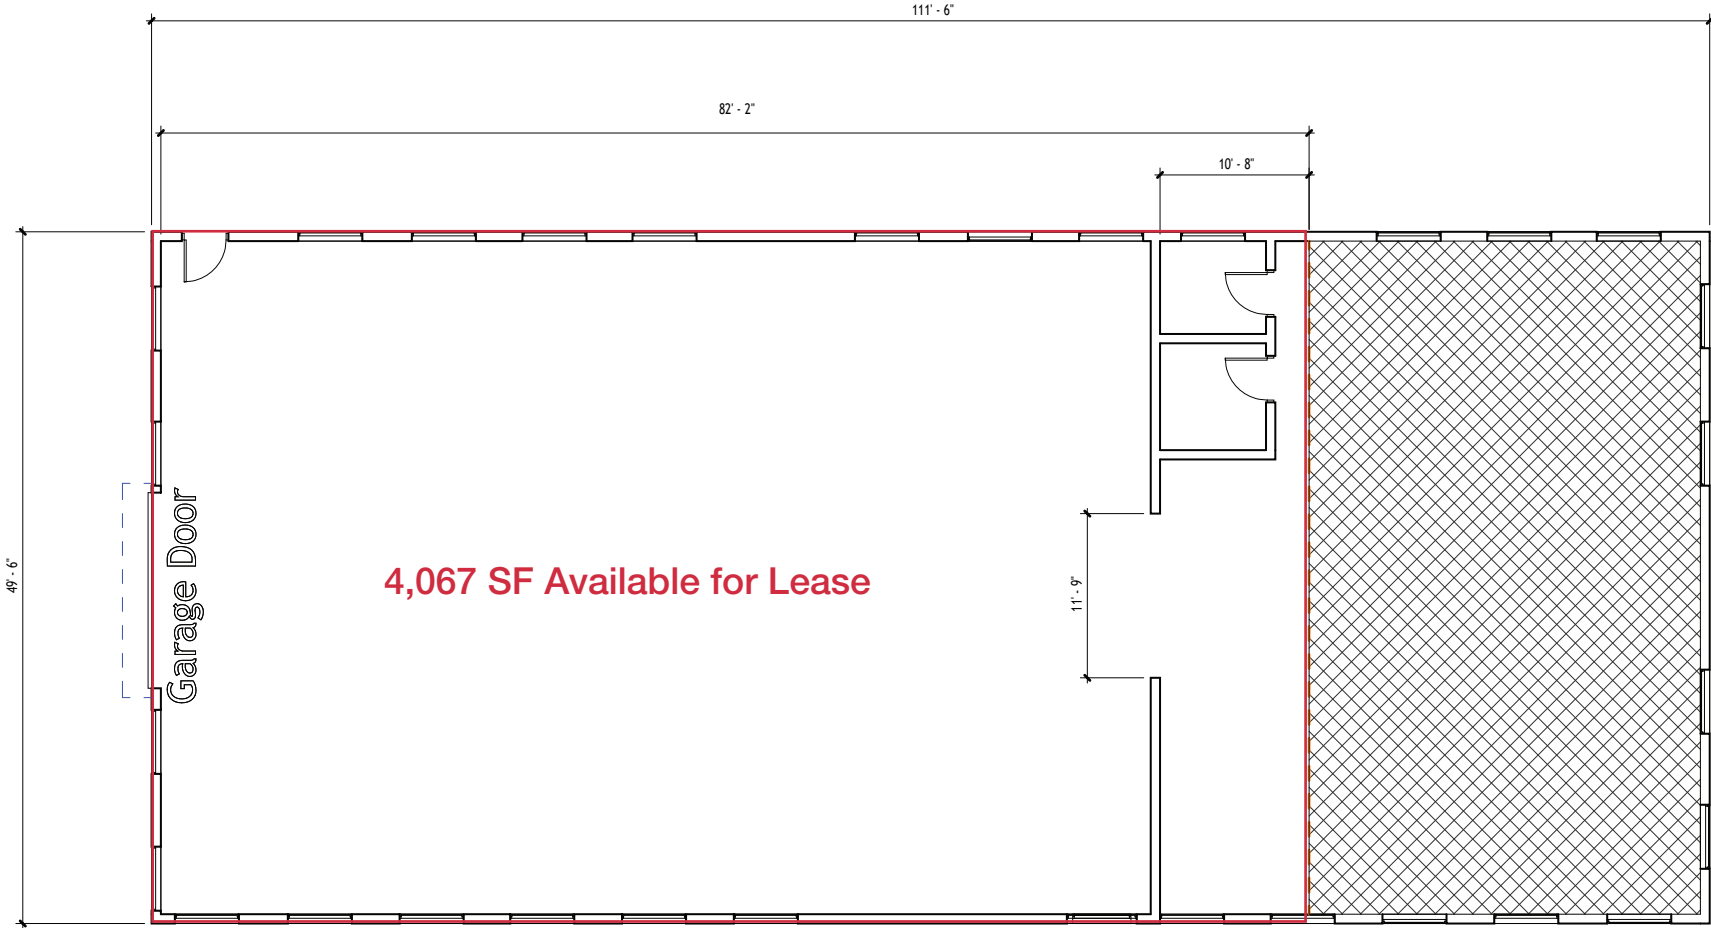 111' - 6"
82' - 2"
10' - 8"
49' - 6"
Garage Door
4,067 SF Available for Lease
11' - 9"